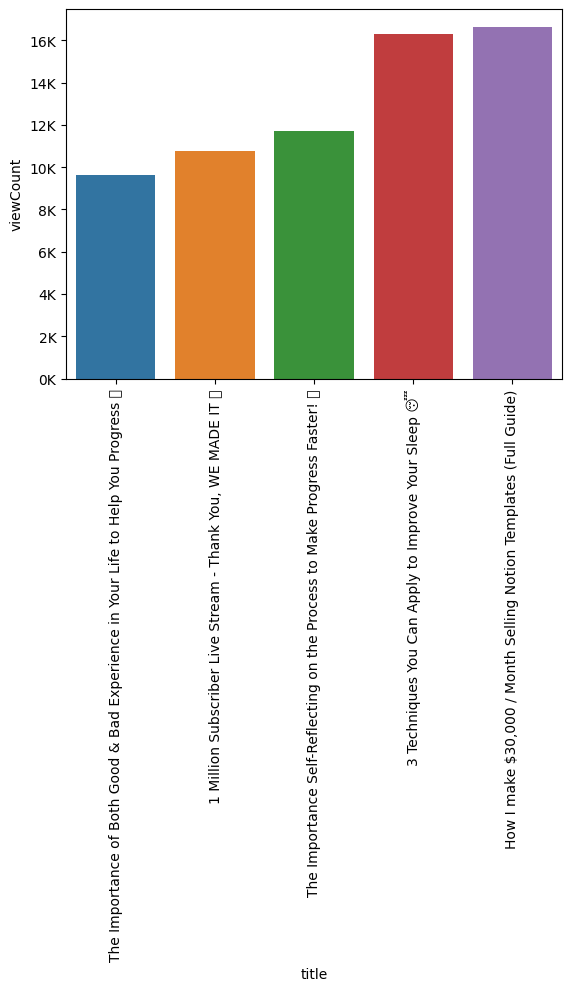 16K
14K
12K
10K
8K
6K
4K
2K
0K
viewCount
The Importance of Both Good & Bad Experience in Your Life to Help You Progress ▯
1 Million Subscriber Live Stream - Thank You, WE MADE IT ▯
The Importance Self-Reflecting on the Process to Make Progress Faster! ▯
3 Techniques You Can Apply to Improve Your Sleep 😴
How I make $30,000 / Month Selling Notion Templates (Full Guide)
title